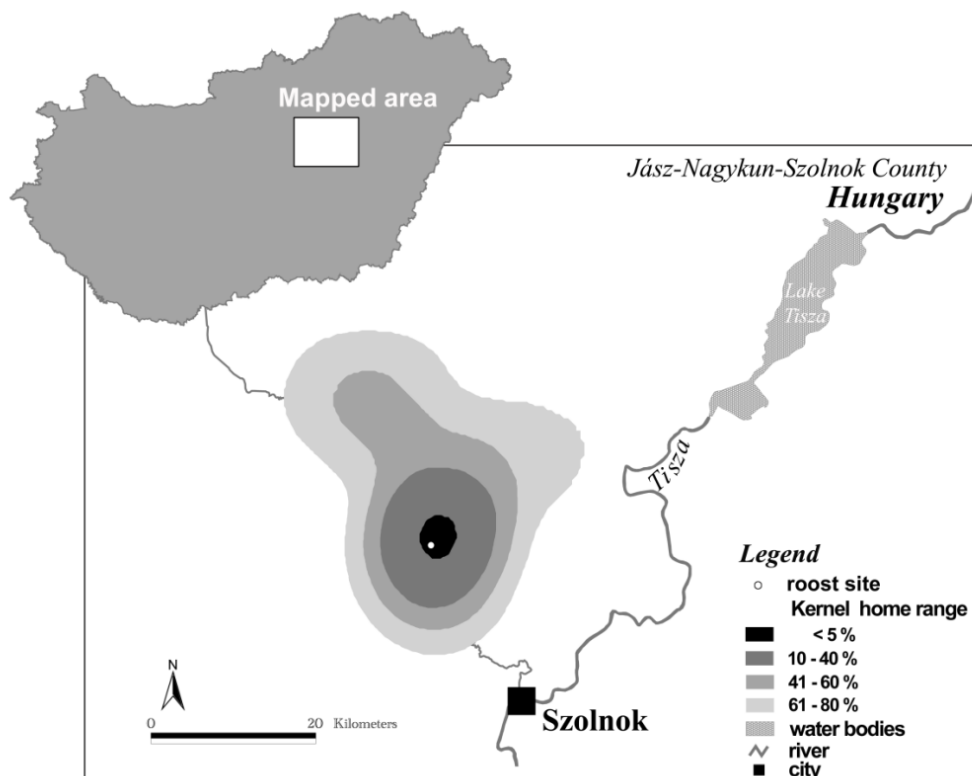 Mapped area
Jász-Nagykun-Szolnok County
Hungary
Lake
Tisza
Tisza
Legend
roost site
Kernel home range
< 5 %
10 - 40 %
41 - 60 %
61 - 80 %
water bodies
river
city
N
0 20 Kilometers
Szolnok